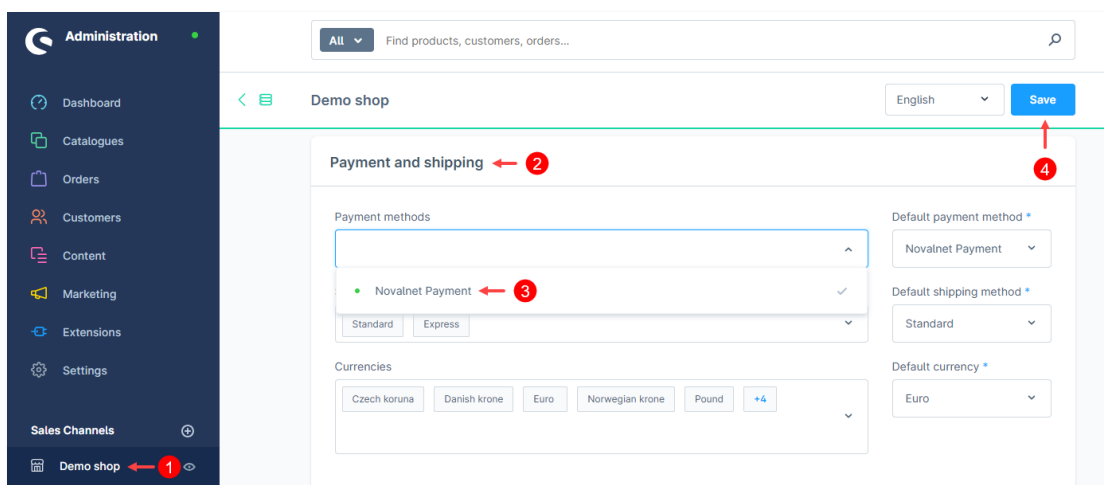 Administration
All
Find products, customers, orders...
Dashboard
Catalogues
Orders
Customers
Content
Marketing
Extensions
Settings
Sales Channels
Demo shop
1
Demo shop
English
Save
4
Payment and shipping
2
Payment methods
Default payment method *
Novalnet Payment
Novalnet Payment
3
Default shipping method *
Standard
Express
Standard
Currencies
Default currency *
Czech koruna
Danish krone
Euro
Norwegian krone
Pound
+4
Euro